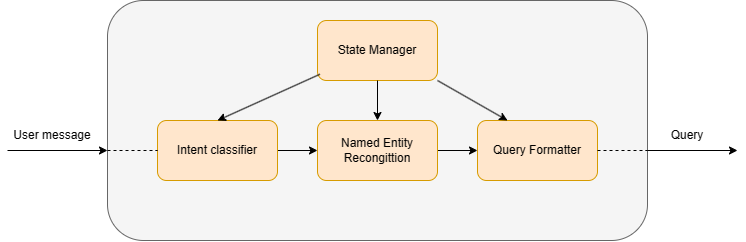 State Manager
User message
Intent classifier
Named Entity
Recongittion
Query Formatter
Query